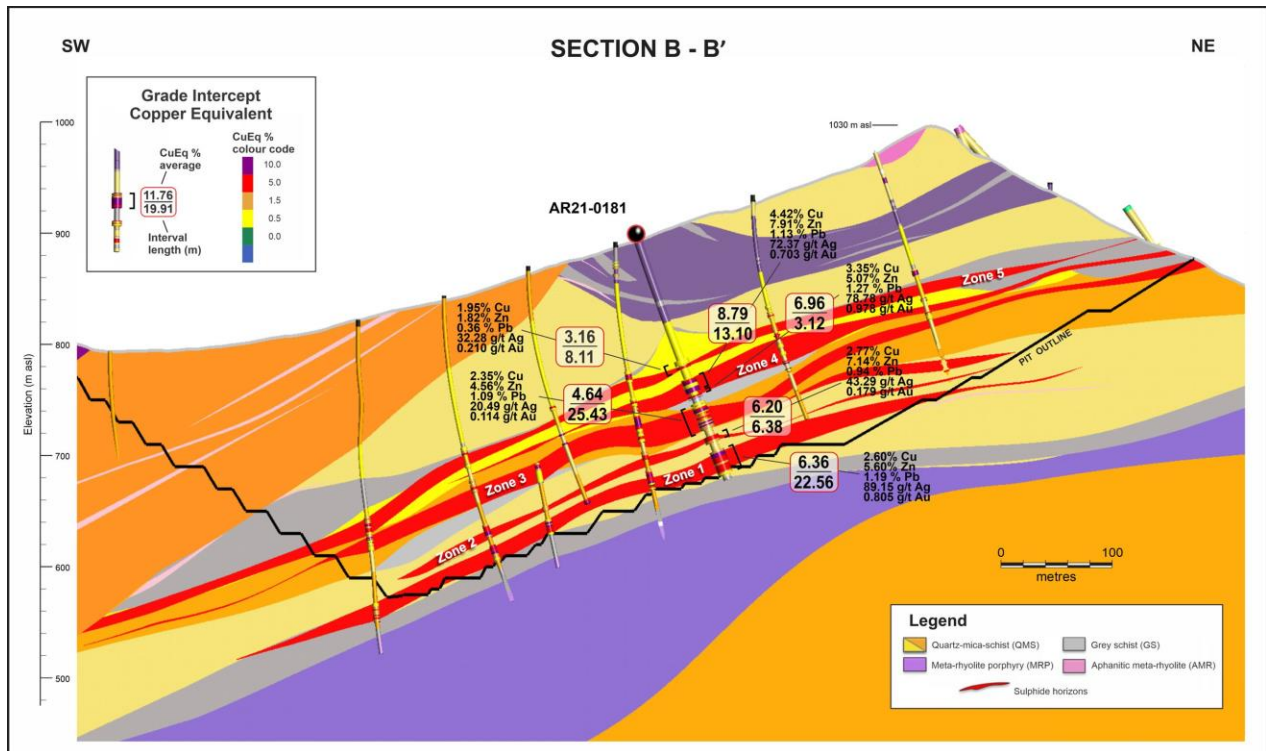 SECTION B - B'
SW
NE
Grade Intercept
Copper Equivalent
CuEq %
average
11.76
19.91
Interval
length (m)
CuEq %
colour code
10.0
5.0
1.5
0.5
0.0
Elevation (m asl)
1000
900
800
700
600
500
1030 m asl
AR21-0181
4.42% Cu
7.91% Zn
1.13 % Pb
72.37 g/t Ag
0.703 g/t Au
8.79
13.10
3.35% Cu
5.07% Zn
1.27 % Pb
78.78 g/t Ag
0.978 g/t Au
6.96
3.12
1.95% Cu
1.82% Zn
0.36 % Pb
32.28 g/t Ag
0.210 g/t Au
3.16
8.11
2.35% Cu
4.56% Zn
1.09 % Pb
20.49 g/t Ag
0.114 g/t Au
4.64
25.43
2.77% Cu
7.14% Zn
0.94 % Pb
43.29 g/t Ag
0.179 g/t Au
6.20
6.38
2.60% Cu
5.60% Zn
1.19 % Pb
89.15 g/t Ag
0.805 g/t Au
6.36
22.56
Zone 5
Zone 4
Zone 3
Zone 2
Zone 1
PIT OUTLINE
0
100
metres
Legend
Quartz-mica-schist (QMS)
Grey schist (GS)
Meta-rhyolite porphyry (MRP)
Aphanitic meta-rhyolite (AMR)
Sulphide horizons